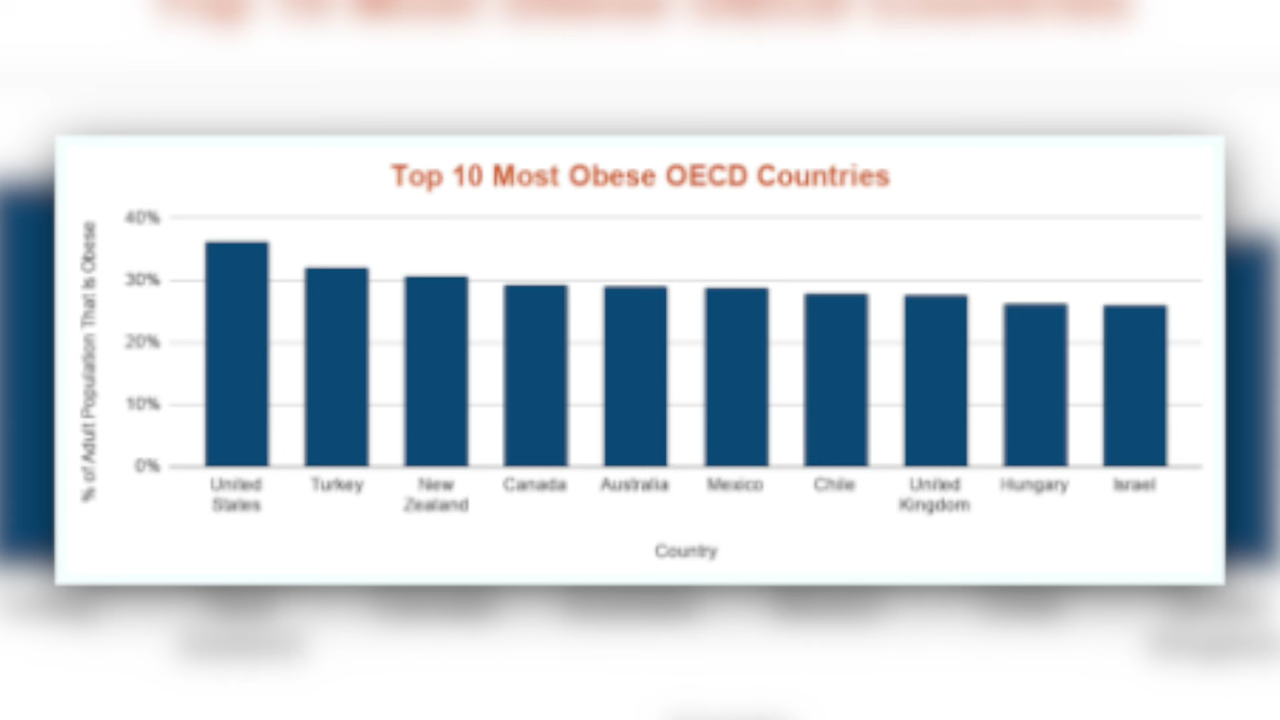 Top 10 Most Obese OECD Countries
% of Adult Population That Is Obese
40%
30%
20%
10%
0%
United States
Turkey
New Zealand
Canada
Australia
Mexico
Chile
United Kingdom
Hungary
Israel
Country